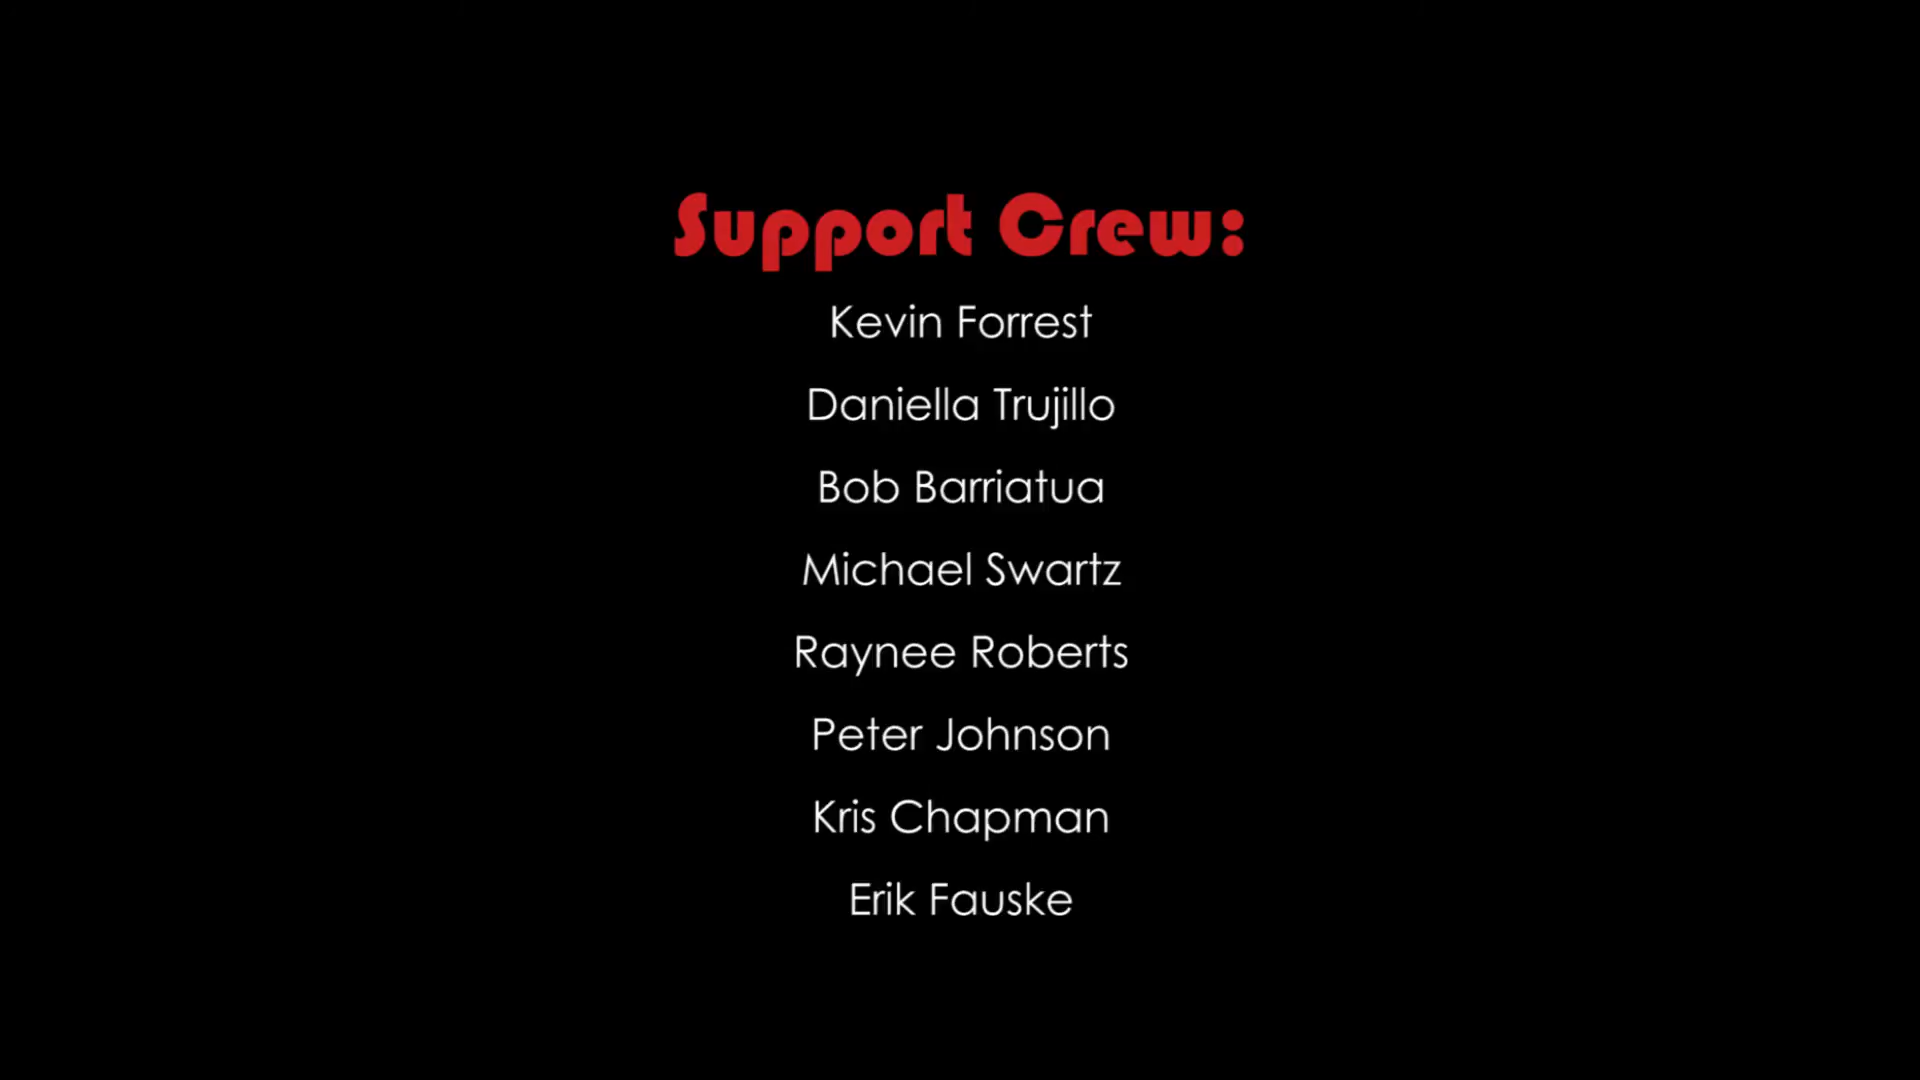 Support Crew:
Kevin Forrest
Daniella Trujillo
Bob Barriatua
Michael Swartz
Raynee Roberts
Peter Johnson
Kris Chapman
Erik Fauske